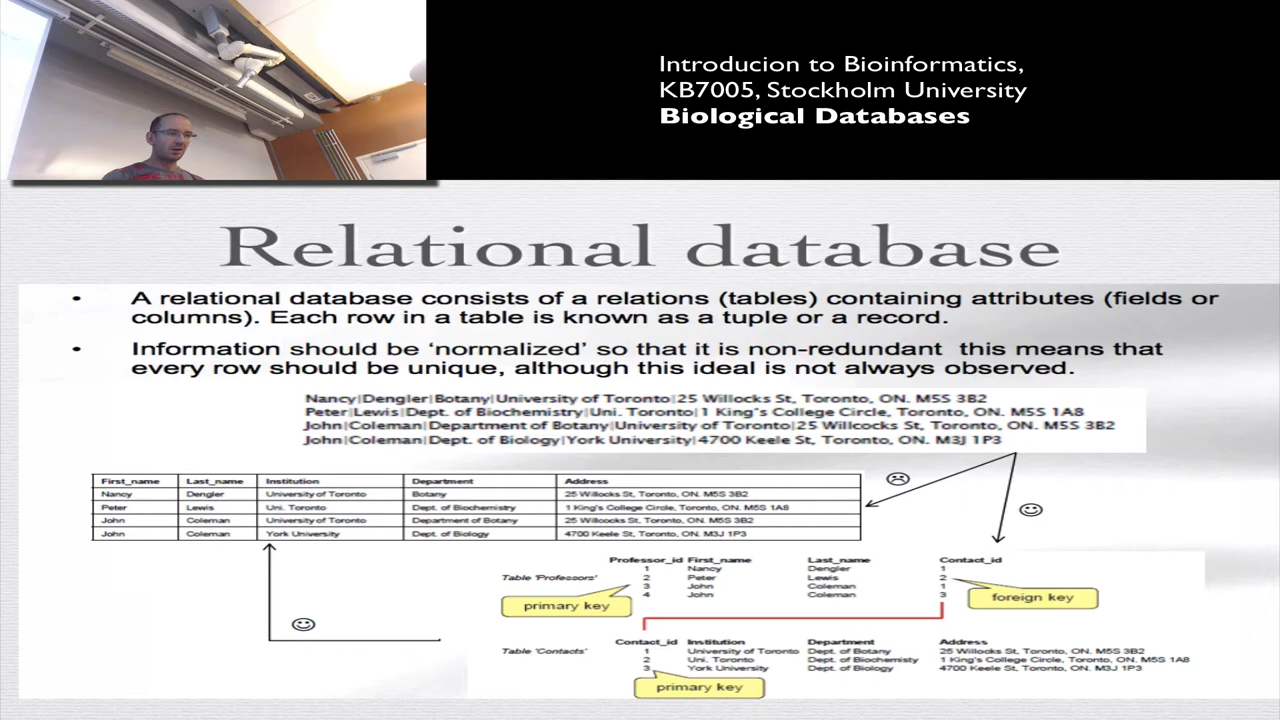 Introducion to Bioinformatics,
KB7005, Stockholm University
Biological Databases
Relational database
• A relational database consists of a relations (tables) containing attributes (fields or
columns). Each row in a table is known as a tuple or a record.
• Information should be ‘normalized’ so that it is non-redundant this means that
every row should be unique, although this ideal is not always observed.
Nancy|Dengler|Botany|University of Toronto|25 Willocks St, Toronto, ON. M5S 3B2
Peter|Lewis|Dept. of Biochemistry|Uni. Toronto|1 King's College Circle, Toronto, ON. M5S 1A8
John|Coleman|Department of Botany|University of Toronto|25 Willcocks St, Toronto, ON. M5S 3B2
John|Coleman|Dept. of Biology|York University|4700 Keele St, Toronto, ON. M3J 1P3
First_name Last_name Institution Department Address
Nancy Dengler University of Toronto Botany 25 Willocks St, Toronto, ON. M5S 3B2
Peter Lewis Uni. Toronto Dept. of Biochemistry 1 King's College Circle, Toronto, ON. M5S 1A8
John Coleman University of Toronto Department of Botany 25 Willcocks St, Toronto, ON. M5S 3B2
John Coleman York University Dept. of Biology 4700 Keele St, Toronto, ON. M3J 1P3
Professor_id First_name Last_name Contact_id
1 Nancy Dengler 1
Table 'Professors' 2 Peter Lewis 2
3 John Coleman 1
4 John Coleman 3
primary key
foreign key
Contact_id Institution Department Address
Table 'Contacts' 1 University of Toronto Dept. of Botany 25 Willocks St, Toronto, ON. M5S 3B2
2 Uni. Toronto Dept. of Biochemisty 1 King's College Circle, Toronto, ON. M5S 1A8
3 York University Dept. of Biology 4700 Keele St, Toronto, ON. M3J 1P3
primary key